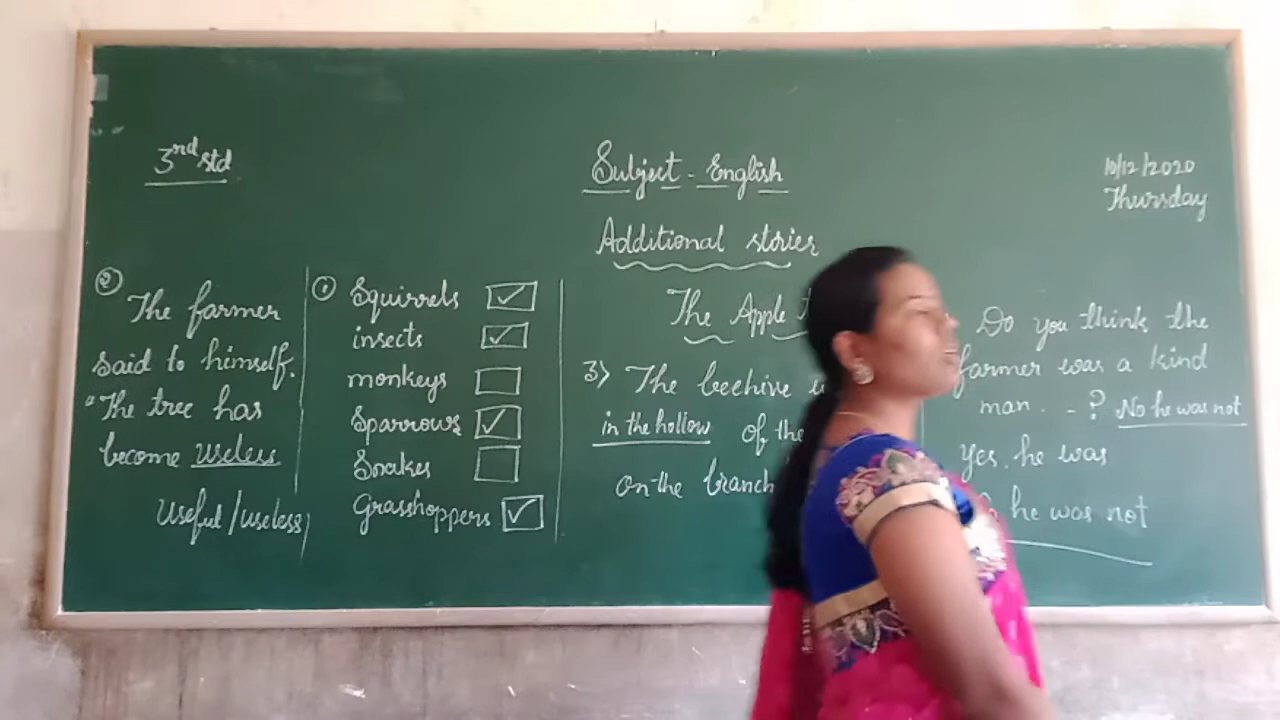 3rd std
Subject - English
10/12/2020
Thursday
Additional stories
The Apple
② The farmer
said to himself.
"The tree has
become useless
Useful/useless
① Squirrels ☑
insects ☑
monkeys ☐
Sparrows ☑
Snakes ☐
Grasshoppers ☑
3> The beehive
in the hollow of the
on the branch
Do you think the
farmer was a kind
man. - ? No he was not
yes. he was
he was not